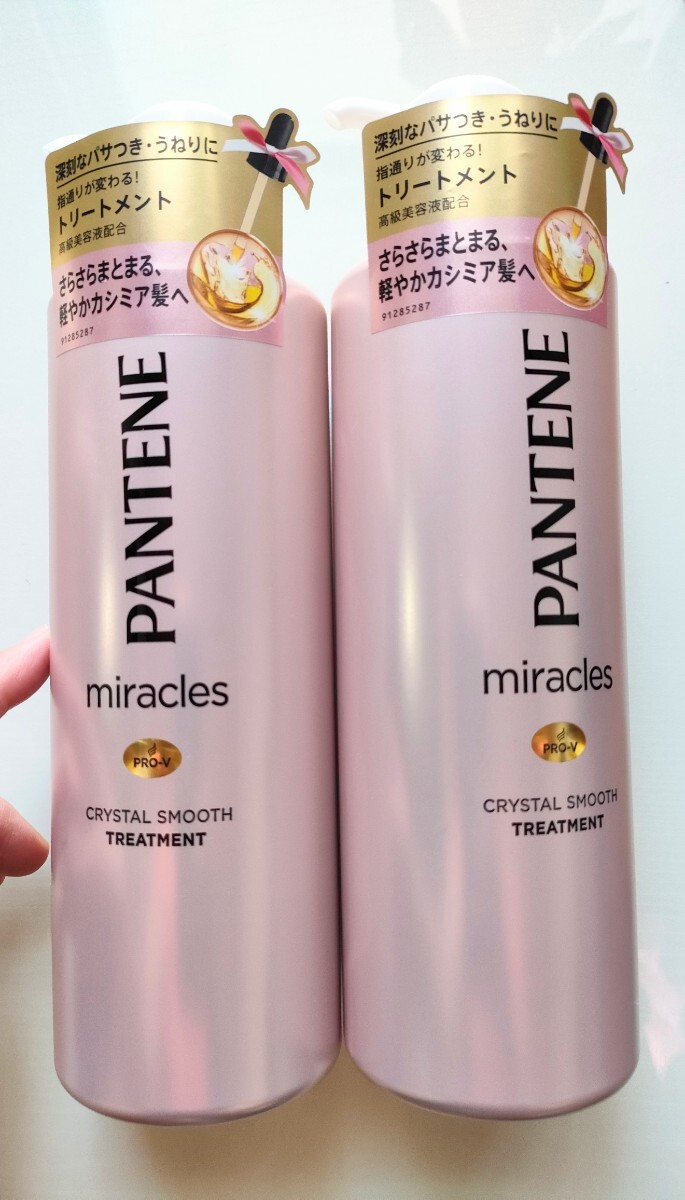 深刻なパサつき・うねりに
指通りが変わる!
トリートメント
高級美容液配合
さらさらまとまる、
軽やかカシミア髪へ
91285287
PANTENE
miracles
PRO-V
CRYSTAL SMOOTH
TREATMENT
深刻なパサつき・うねりに
指通りが変わる!
トリートメント
高級美容液配合
さらさらまとまる、
軽やかカシミア髪へ
91285287
PANTENE
miracles
PRO-V
CRYSTAL SMOOTH
TREATMENT